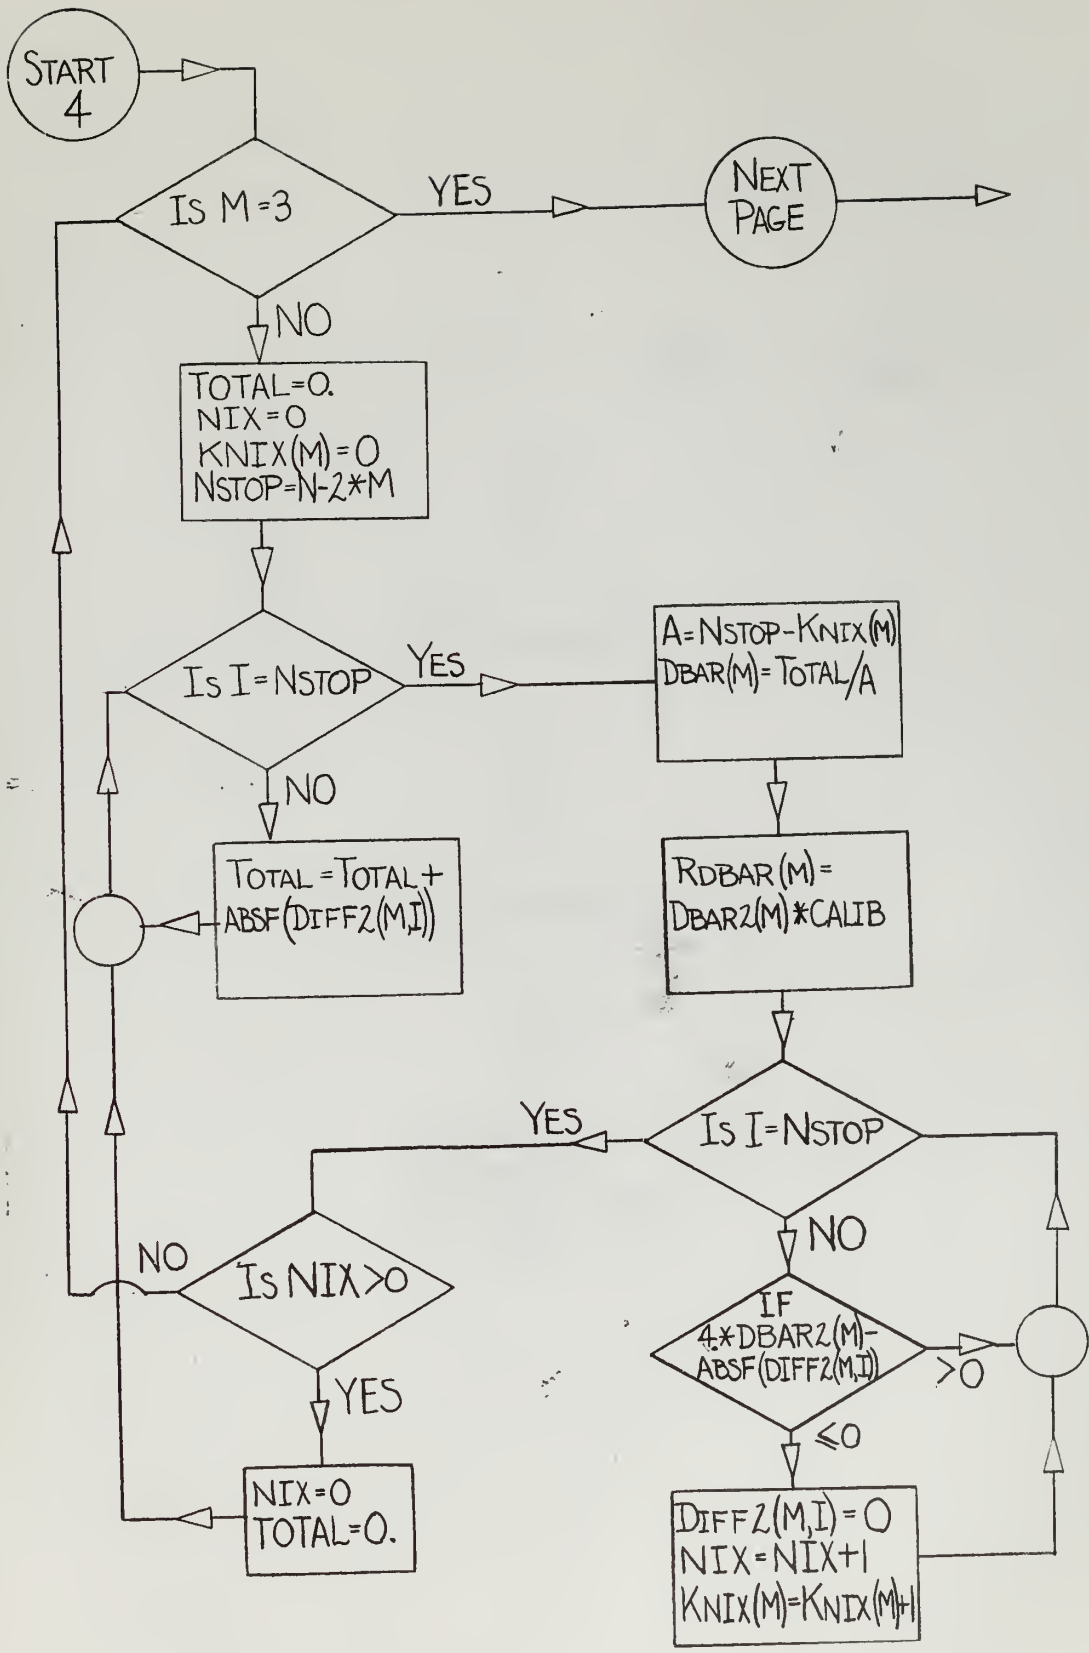 START
4
IS M=3
YES
NEXT
PAGE
NO
TOTAL=0.
NIX=0
KNIX(M)=0
NSTOP=N-2*M
IS I=NSTOP
YES
A=NSTOP-KNIX(M)
DBAR(M)=TOTAL/A
NO
TOTAL=TOTAL+
ABSF(DIFF2(M,I))
RDBAR(M)=
DBAR2(M)*CALIB
IS I=NSTOP
YES
NO
IS NIX>0
NO
YES
IF
4.*DBAR2(M)-
ABSF(DIFF2(M,I))
>0
≤0
NIX=0
TOTAL=0.
DIFF2(M,I)=0
NIX=NIX+1
KNIX(M)=KNIX(M)+1